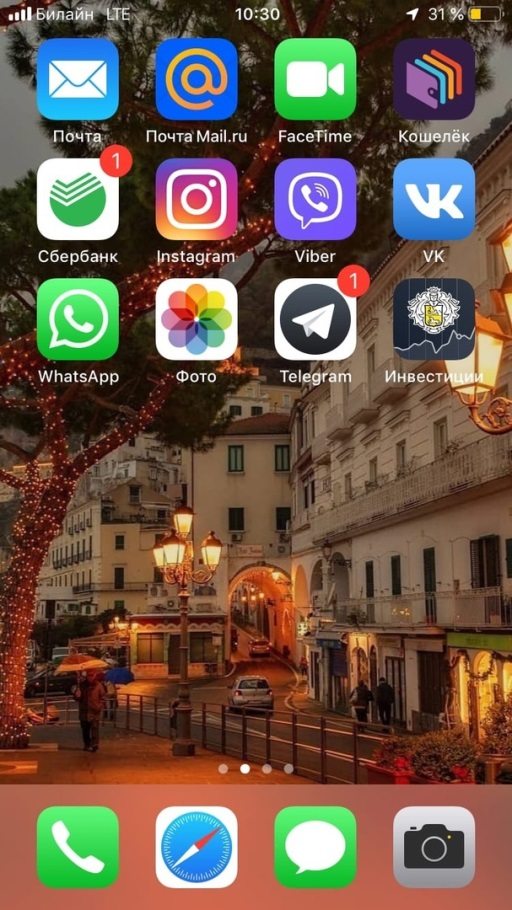 Билайн LTE 10:30 31 %
Почта Почта Mail.ru FaceTime Кошелёк
1
Сбербанк Instagram Viber VK
1
WhatsApp Фото Telegram Инвестиции